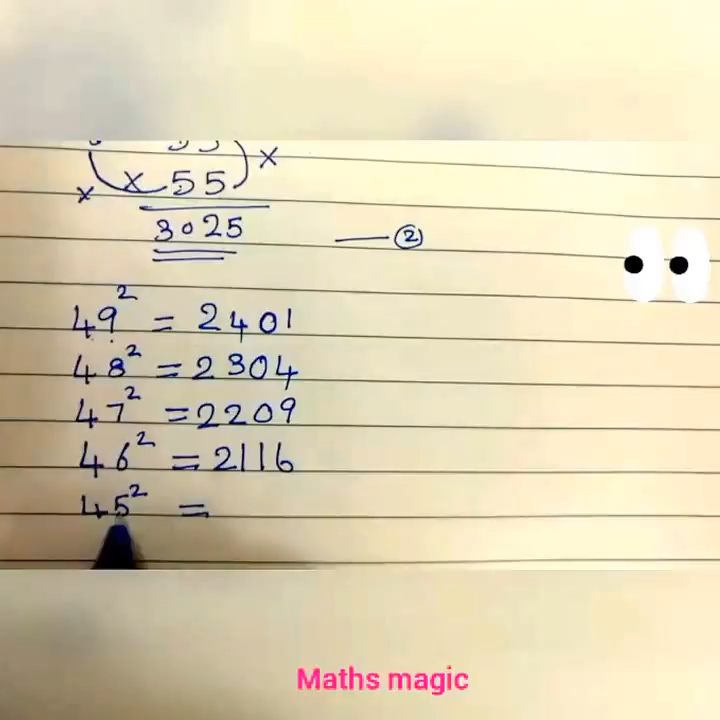 × 55
×
3025 —— ②
49² = 2401
48² = 2304
47² = 2209
46² = 2116
45² =
Maths magic